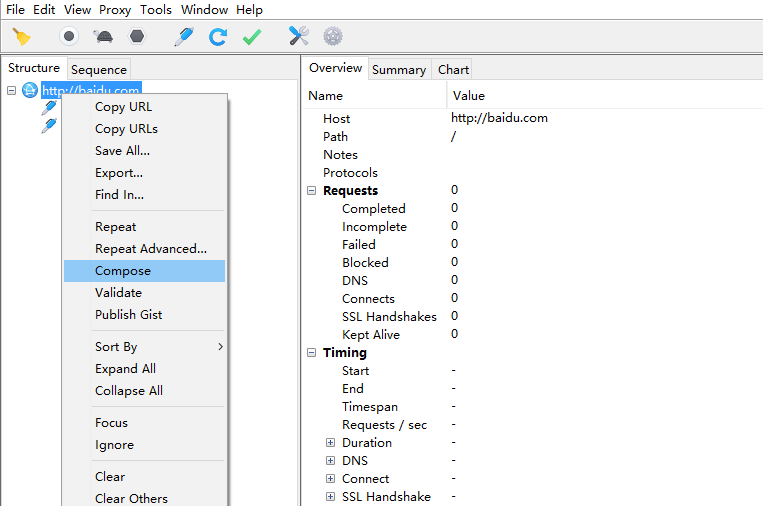 File Edit View Proxy Tools Window Help
Structure Sequence
http://baidu.com
Copy URL
Copy URLs
Save All...
Export...
Find In...
Repeat
Repeat Advanced...
Compose
Validate
Publish Gist
Sort By
Expand All
Collapse All
Focus
Ignore
Clear
Clear Others
Overview Summary Chart
Name Value
Host http://baidu.com
Path /
Notes
Protocols
Requests 0
Completed 0
Incomplete 0
Failed 0
Blocked 0
DNS 0
Connects 0
SSL Handshakes 0
Kept Alive 0
Timing
Start -
End -
Timespan -
Requests / sec -
Duration -
DNS -
Connect -
SSL Handshake -